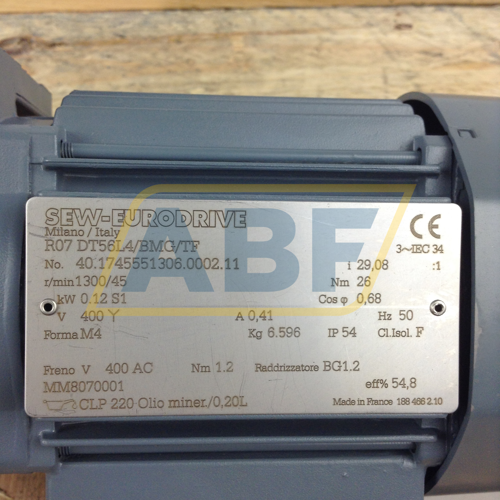 SEW-EURODRIVE
Milano / Italy
R07 DT56L4/BMG/TF
3~IEC 34
No. 40.1745551306.0002.11 i 29,08 :1
r/min 1300/45 Nm 26
kW 0.12 S1 Cos φ 0,68
V 400 Y A 0,41 Hz 50
Forma M4 Kg 6.596 IP 54 Cl.Isol. F
Freno V 400 AC Nm 1.2 Raddrizzatore BG1.2
MM8070001 eff% 54,8
CLP 220 Olio miner./0,20L Made in France 188 466 2.10
CE
ABF